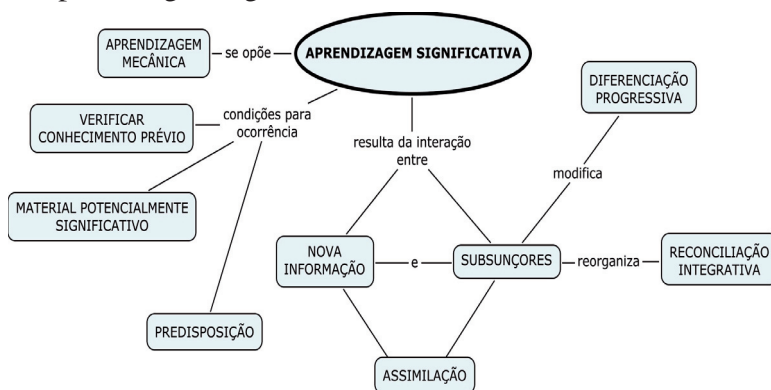 APRENDIZAGEM
MECÂNICA
se opõe
APRENDIZAGEM SIGNIFICATIVA
DIFERENCIAÇÃO
PROGRESSIVA
VERIFICAR
CONHECIMENTO PRÉVIO
condições para
ocorrência
resulta da interação
entre
modifica
MATERIAL POTENCIALMENTE
SIGNIFICATIVO
NOVA
INFORMAÇÃO
e
SUBSUNÇORES
reorganiza
RECONCILIAÇÃO
INTEGRATIVA
PREDISPOSIÇÃO
ASSIMILAÇÃO